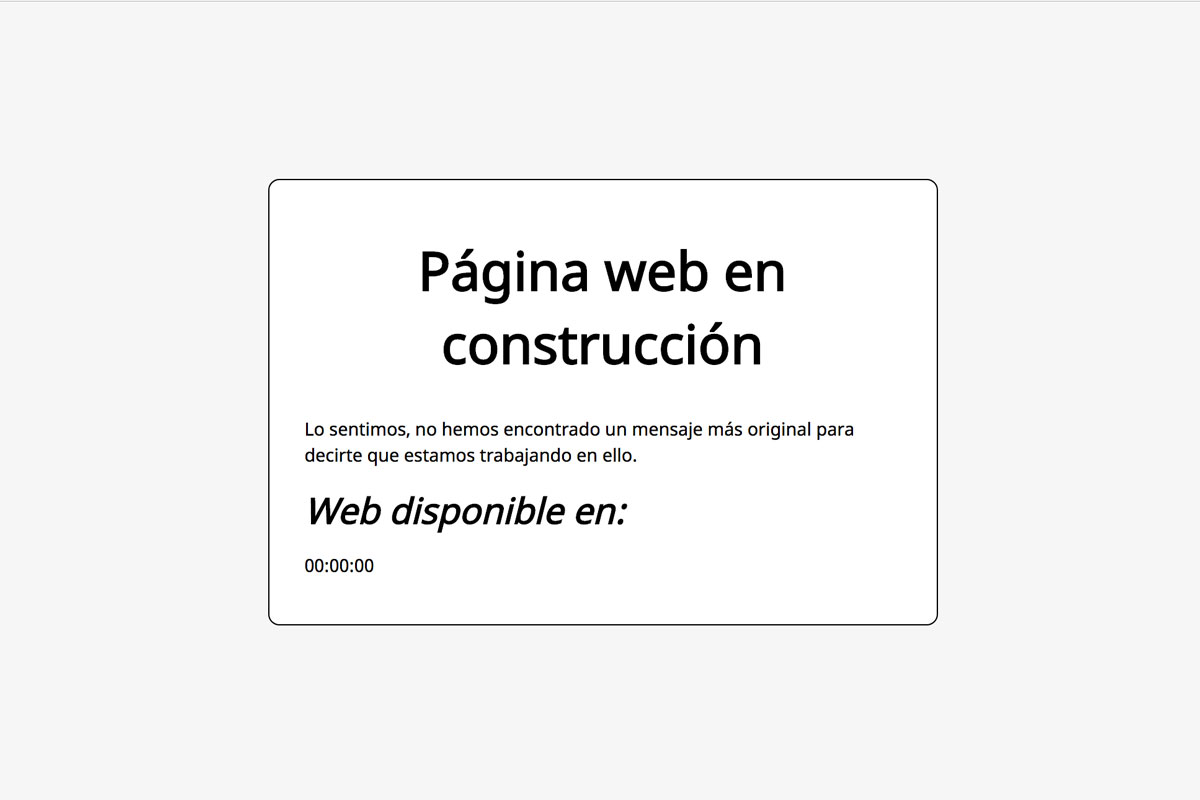 Página web en
construcción
Lo sentimos, no hemos encontrado un mensaje más original para
decirte que estamos trabajando en ello.
Web disponible en:
00:00:00